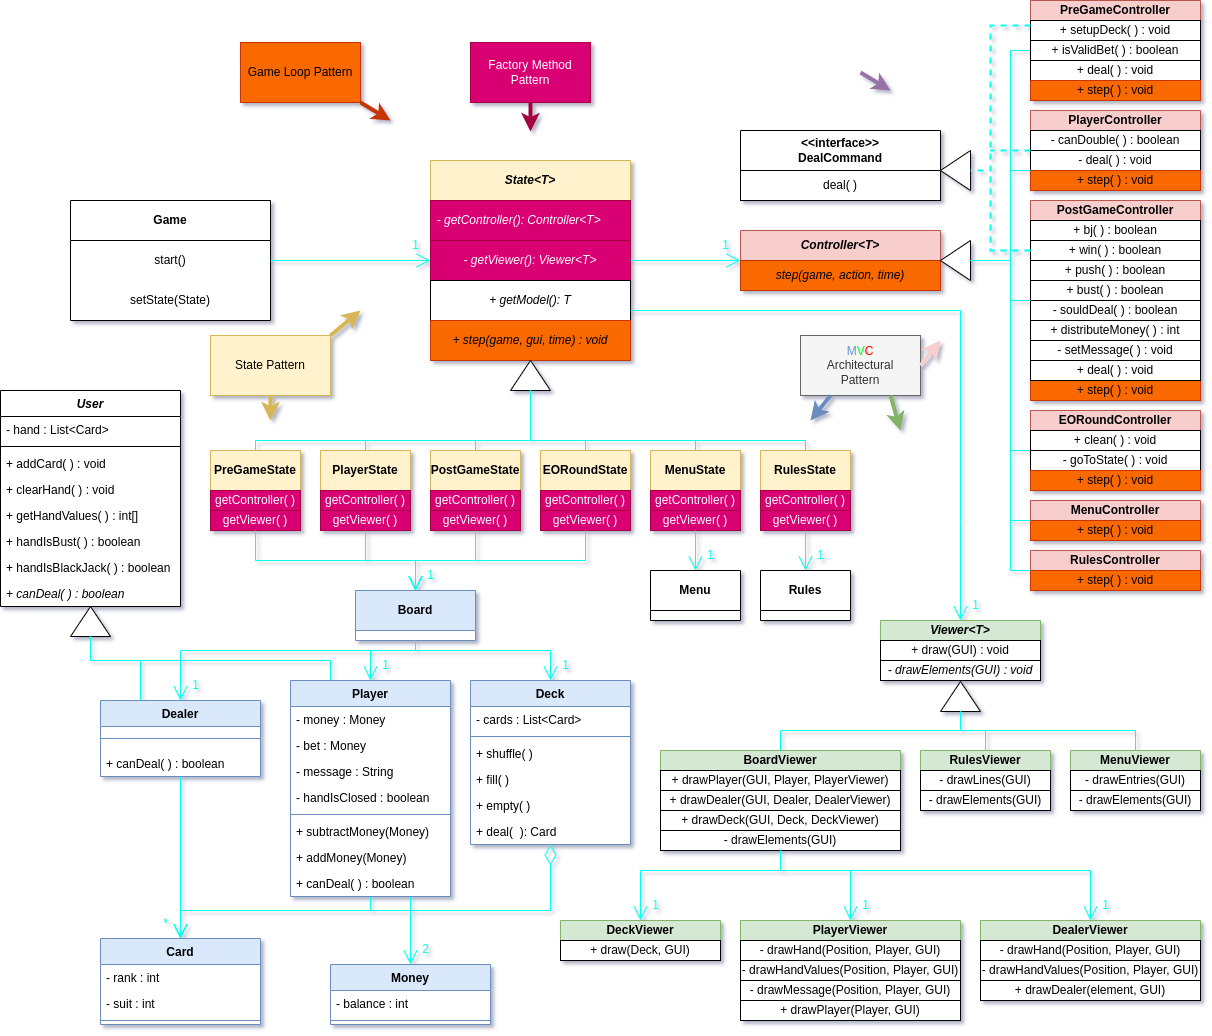 Game Loop Pattern
Factory Method
Pattern
<<interface>>
DealCommand
deal( )
PreGameController
+ setupDeck( ) : void
+ isValidBet( ) : boolean
+ deal( ) : void
+ step( ) : void
PlayerController
- canDouble( ) : boolean
- deal( ) : void
+ step( ) : void
PostGameController
+ bj( ) : boolean
+ win( ) : boolean
+ push( ) : boolean
+ bust( ) : boolean
- souldDeal( ) : boolean
+ distributeMoney( ) : int
- setMessage( ) : void
+ deal( ) : void
+ step( ) : void
EORoundController
+ clean( ) : void
- goToState( ) : void
+ step( ) : void
MenuController
+ step( ) : void
RulesController
+ step( ) : void
Game
start()
setState(State)
1
State<T>
- getController(): Controller<T>
- getViewer(): Viewer<T>
+ getModel(): T
+ step(game, gui, time) : void
1
Controller<T>
step(game, action, time)
State Pattern
MVC
Architectural
Pattern
User
- hand : List<Card>
+ addCard( ) : void
+ clearHand( ) : void
+ getHandValues( ) : int[]
+ handIsBust( ) : boolean
+ handIsBlackJack( ) : boolean
+ canDeal( ) : boolean
PreGameState
getController( )
getViewer( )
PlayerState
getController( )
getViewer( )
PostGameState
getController( )
getViewer( )
EORoundState
getController( )
getViewer( )
MenuState
getController( )
getViewer( )
RulesState
getController( )
getViewer( )
1
Board
1
Menu
1
Rules
1
Viewer<T>
+ draw(GUI) : void
- drawElements(GUI) : void
1
Dealer
+ canDeal( ) : boolean
1
Player
- money : Money
- bet : Money
- message : String
- handIsClosed : boolean
+ subtractMoney(Money)
+ addMoney(Money)
+ canDeal( ) : boolean
1
Deck
- cards : List<Card>
+ shuffle( )
+ fill( )
+ empty( )
+ deal(  ): Card
BoardViewer
+ drawPlayer(GUI, Player, PlayerViewer)
+ drawDealer(GUI, Dealer, DealerViewer)
+ drawDeck(GUI, Deck, DeckViewer)
- drawElements(GUI)
RulesViewer
- drawLines(GUI)
- drawElements(GUI)
MenuViewer
- drawEntries(GUI)
- drawElements(GUI)
*
Card
- rank : int
- suit : int
2
Money
- balance : int
1
DeckViewer
+ draw(Deck, GUI)
1
PlayerViewer
- drawHand(Position, Player, GUI)
- drawHandValues(Position, Player, GUI)
- drawMessage(Position, Player, GUI)
+ drawPlayer(Player, GUI)
1
DealerViewer
- drawHand(Position, Player, GUI)
- drawHandValues(Position, Player, GUI)
+ drawDealer(element, GUI)